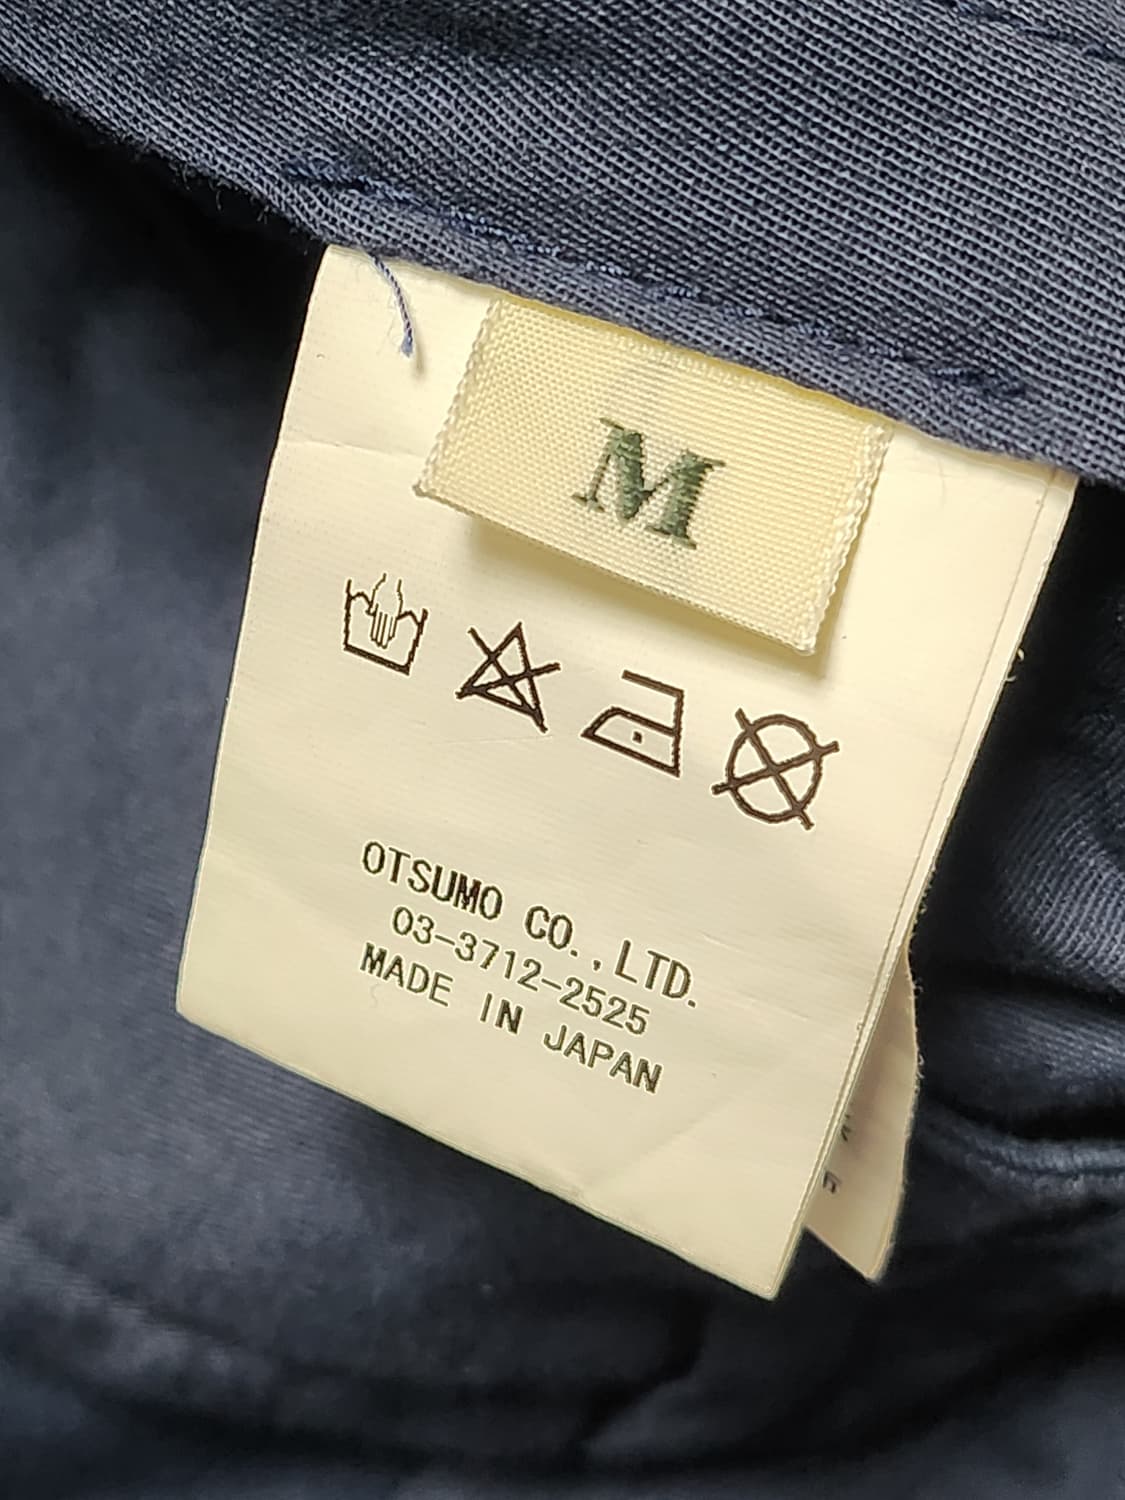 M
OTSUMO CO.,LTD.
03-3712-2525
MADE IN JAPAN